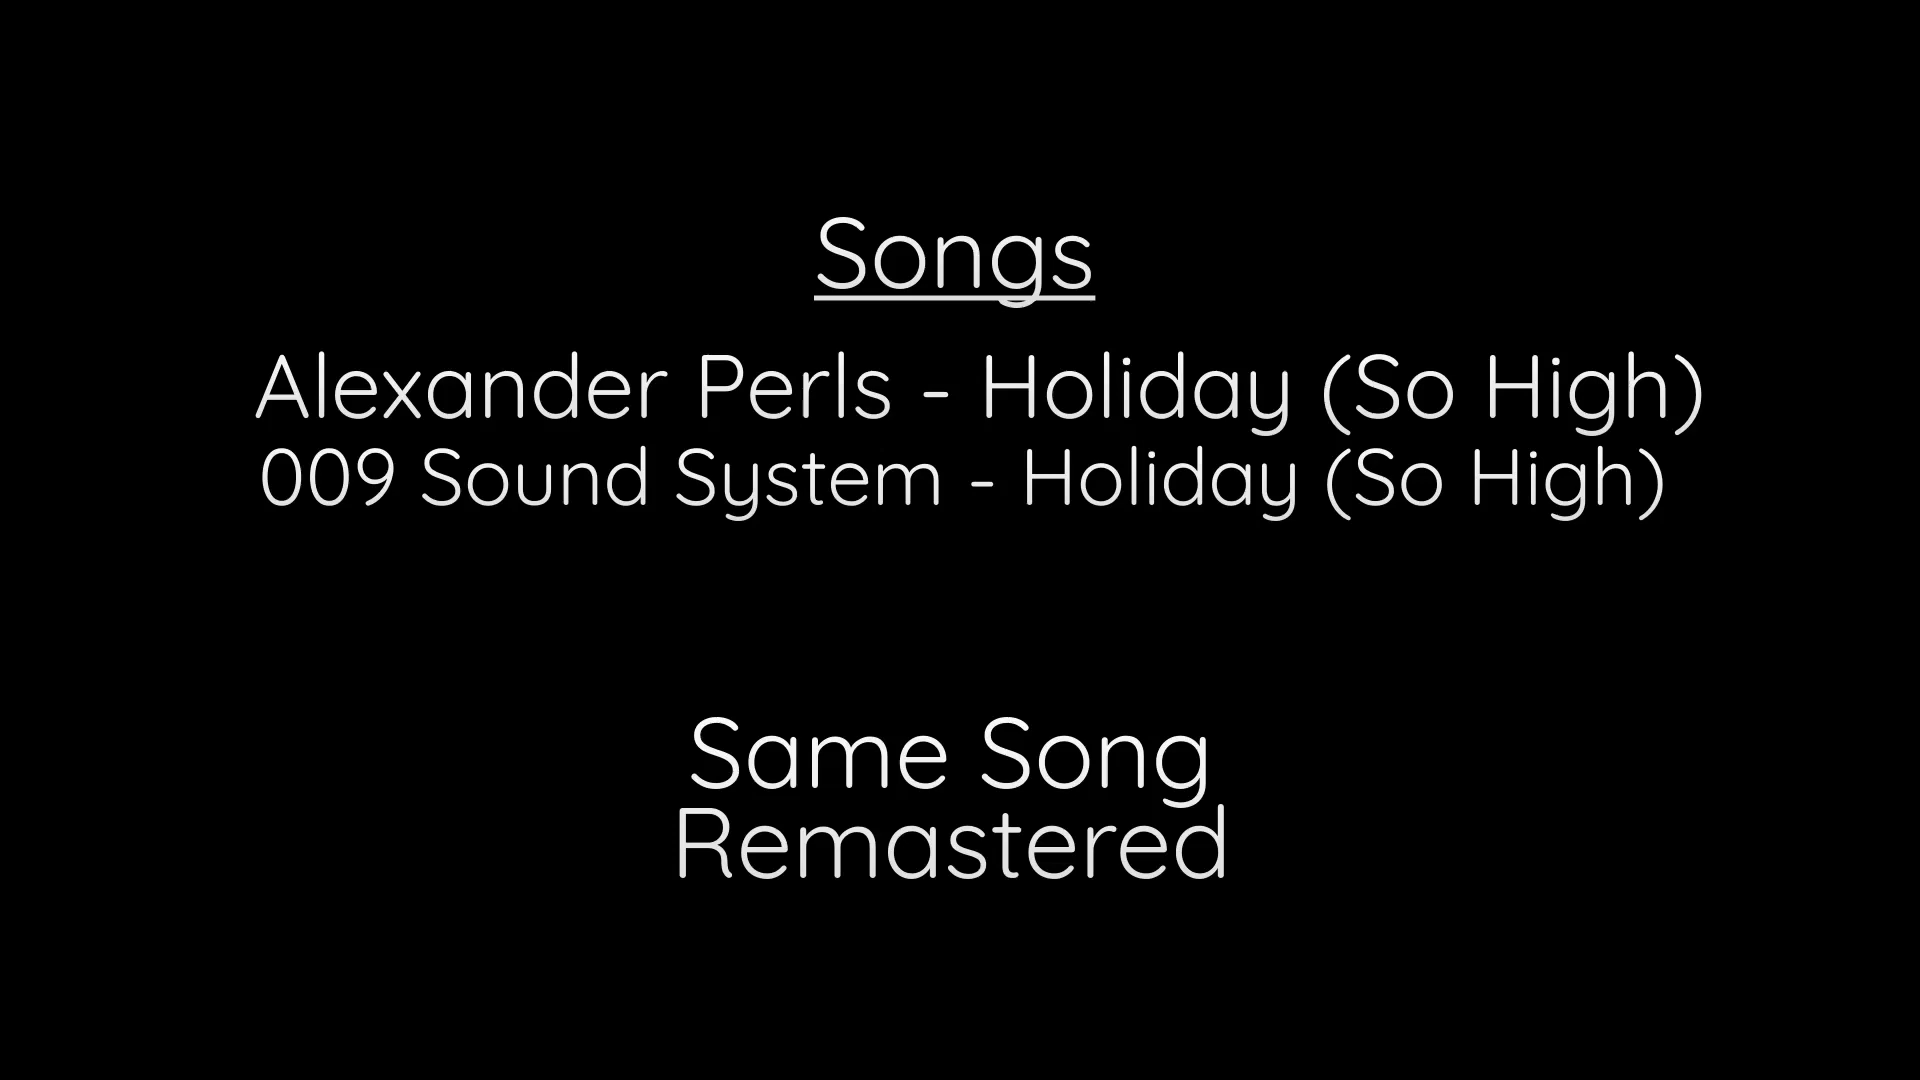 Songs
Alexander Perls - Holiday (So High)
009 Sound System - Holiday (So High)
Same Song
Remastered